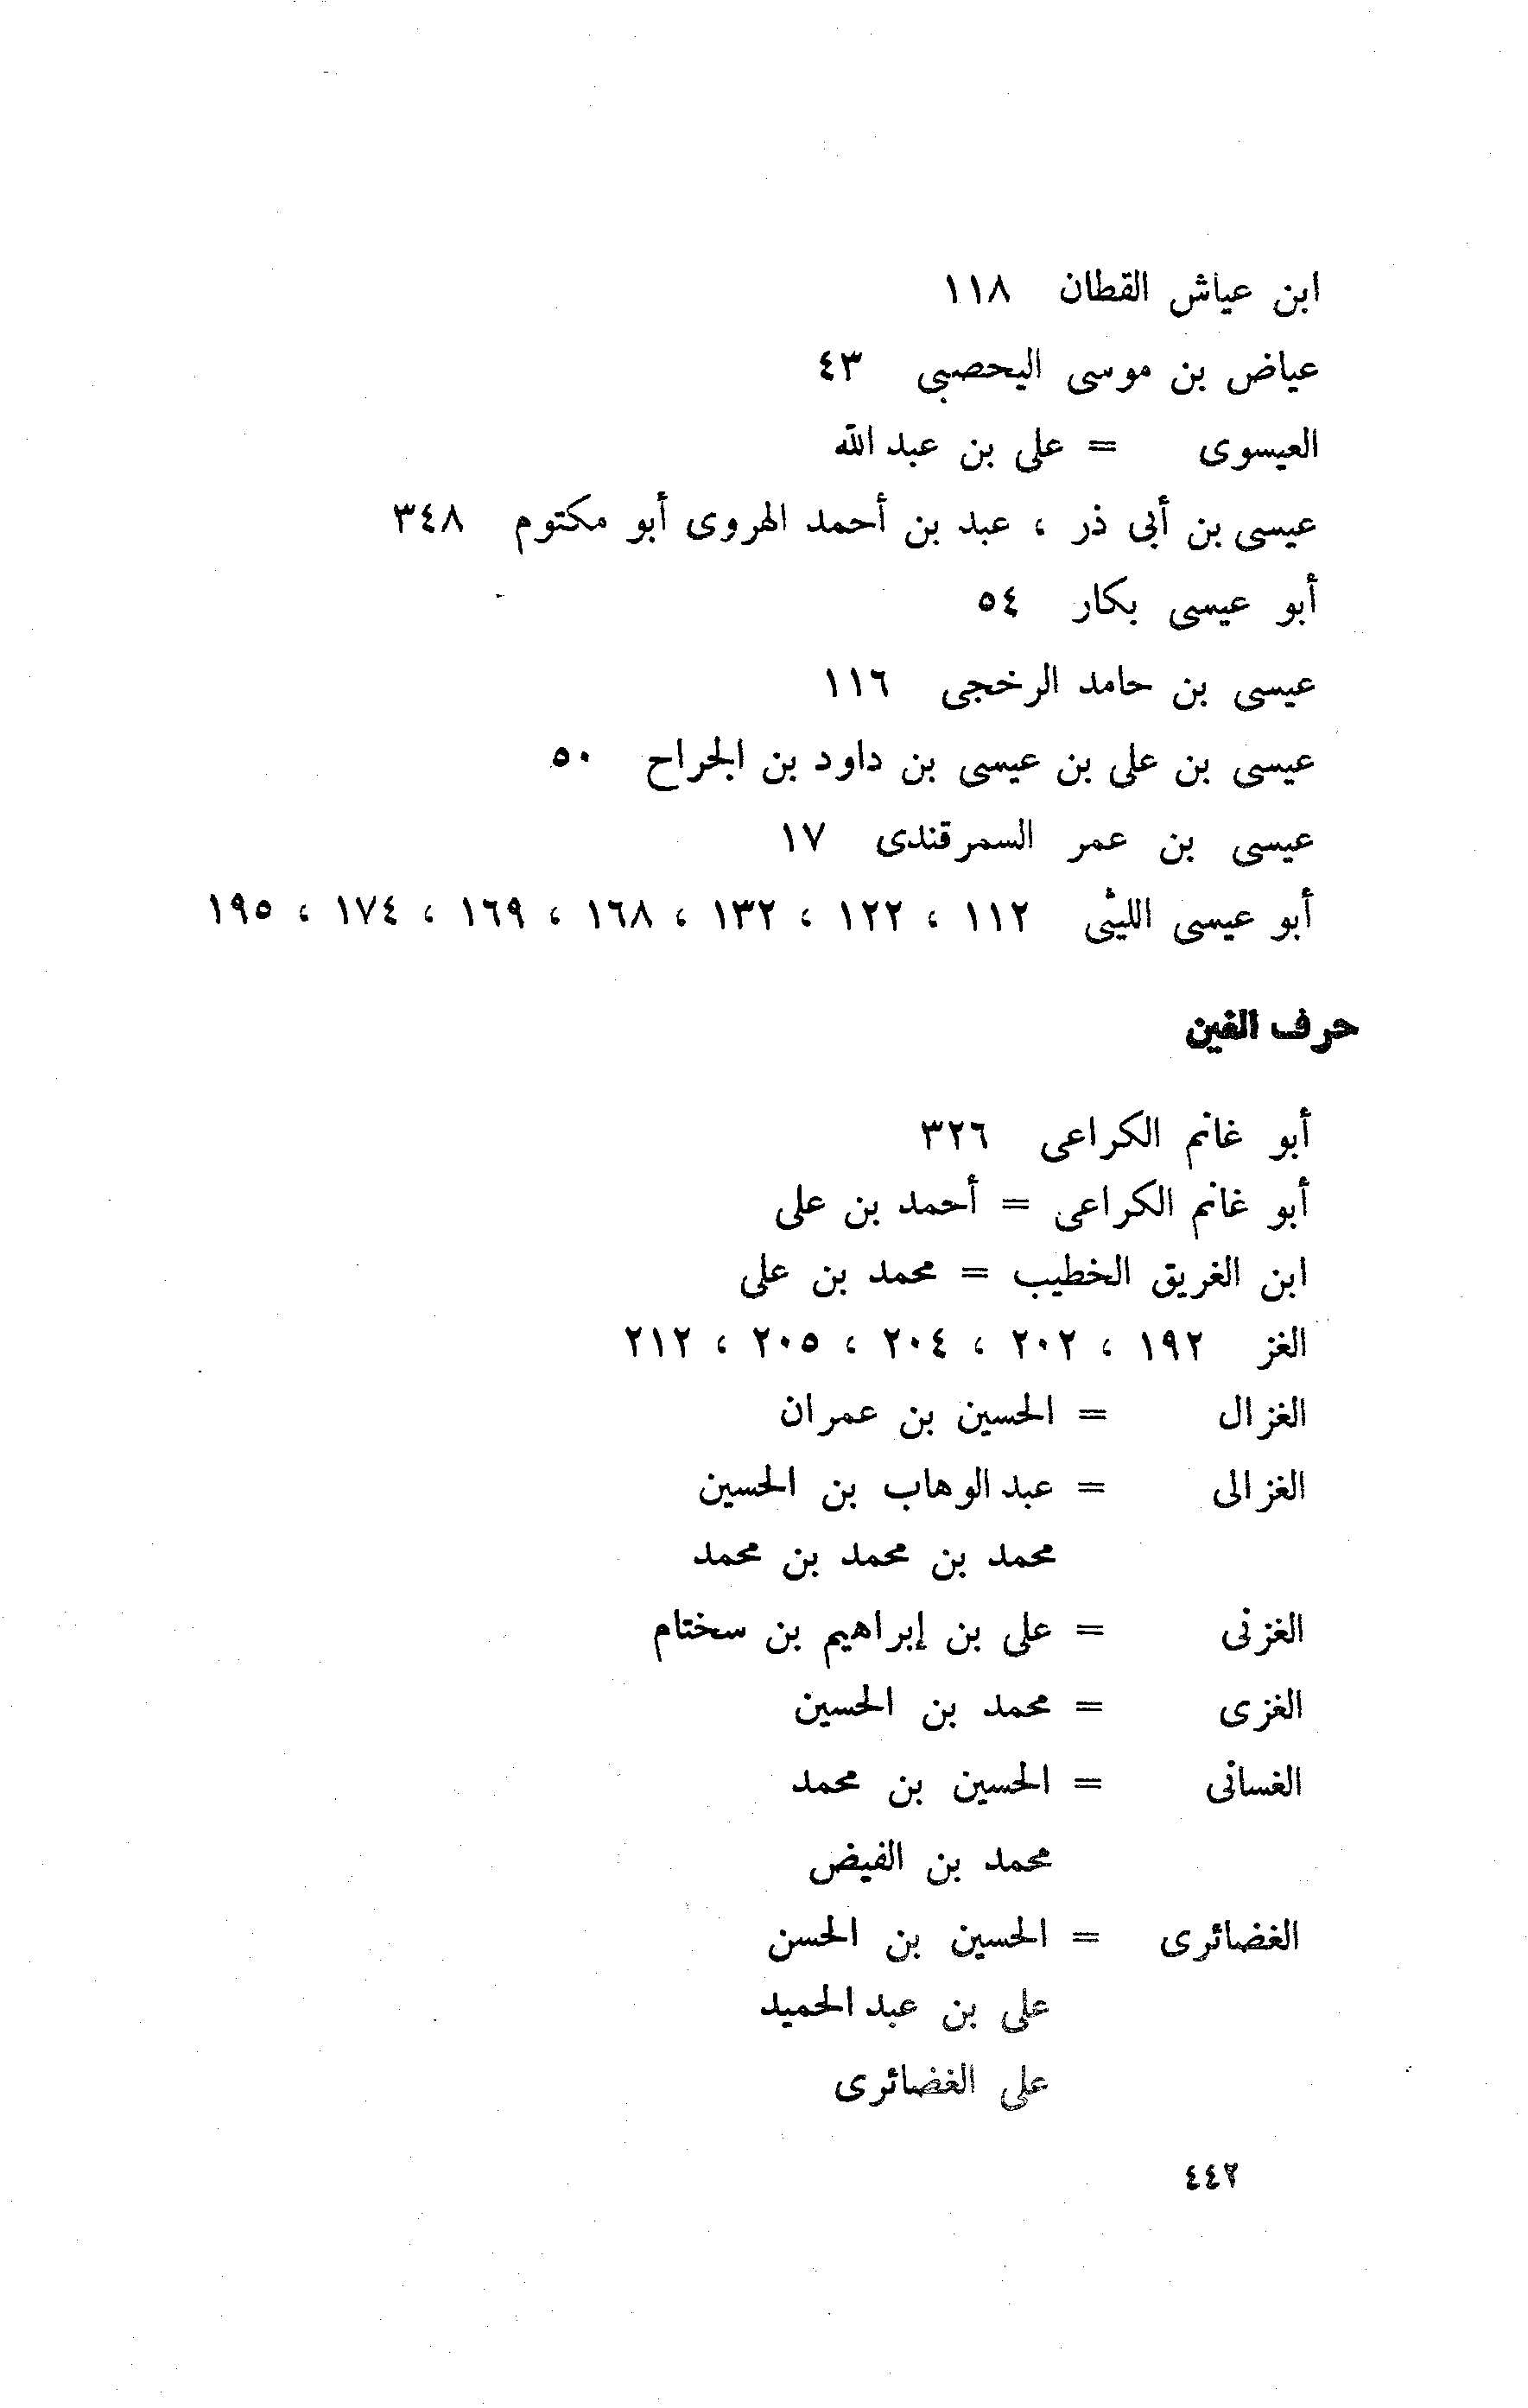 ابن عياش القطان ١١٨
عياض بن موسى اليحصبى ٤٣
العيسوى = على بن عبد الله
عيسى بن أبى ذر ، عبد بن أحمد الهروى أبو مكتوم ٣٤٨
أبو عيسى بكار ٥٤
عيسى بن حامد الرخجى ١١٦
عيسى بن على بن عيسى بن داود بن الجراح ٥٠
عيسى بن عمر السمرقندى ١٧
أبو عيسى الليثى ١١٢ ، ١٢٢ ، ١٣٢ ، ١٦٨ ، ١٦٩ ، ١٧٤ ، ١٩٥
حرف الغين
أبو غانم الكراعى ٣٢٦
أبو غانم الكراعى = أحمد بن على
ابن الغريق الخطيب = محمد بن على
الغز ١٩٢ ، ٢٠٢ ، ٢٠٤ ، ٢٠٥ ، ٢١٢
الغزال = الحسين بن عمران
الغزالى = عبد الوهاب بن الحسين
محمد بن محمد بن محمد
الغزنى = على بن إبراهيم بن سختام
الغزى = محمد بن الحسين
الغسانى = الحسين بن محمد
محمد بن الفيض
الغضائرى = الحسين بن الحسن
على بن عبد الحميد
على الغضائرى
٤٤٢